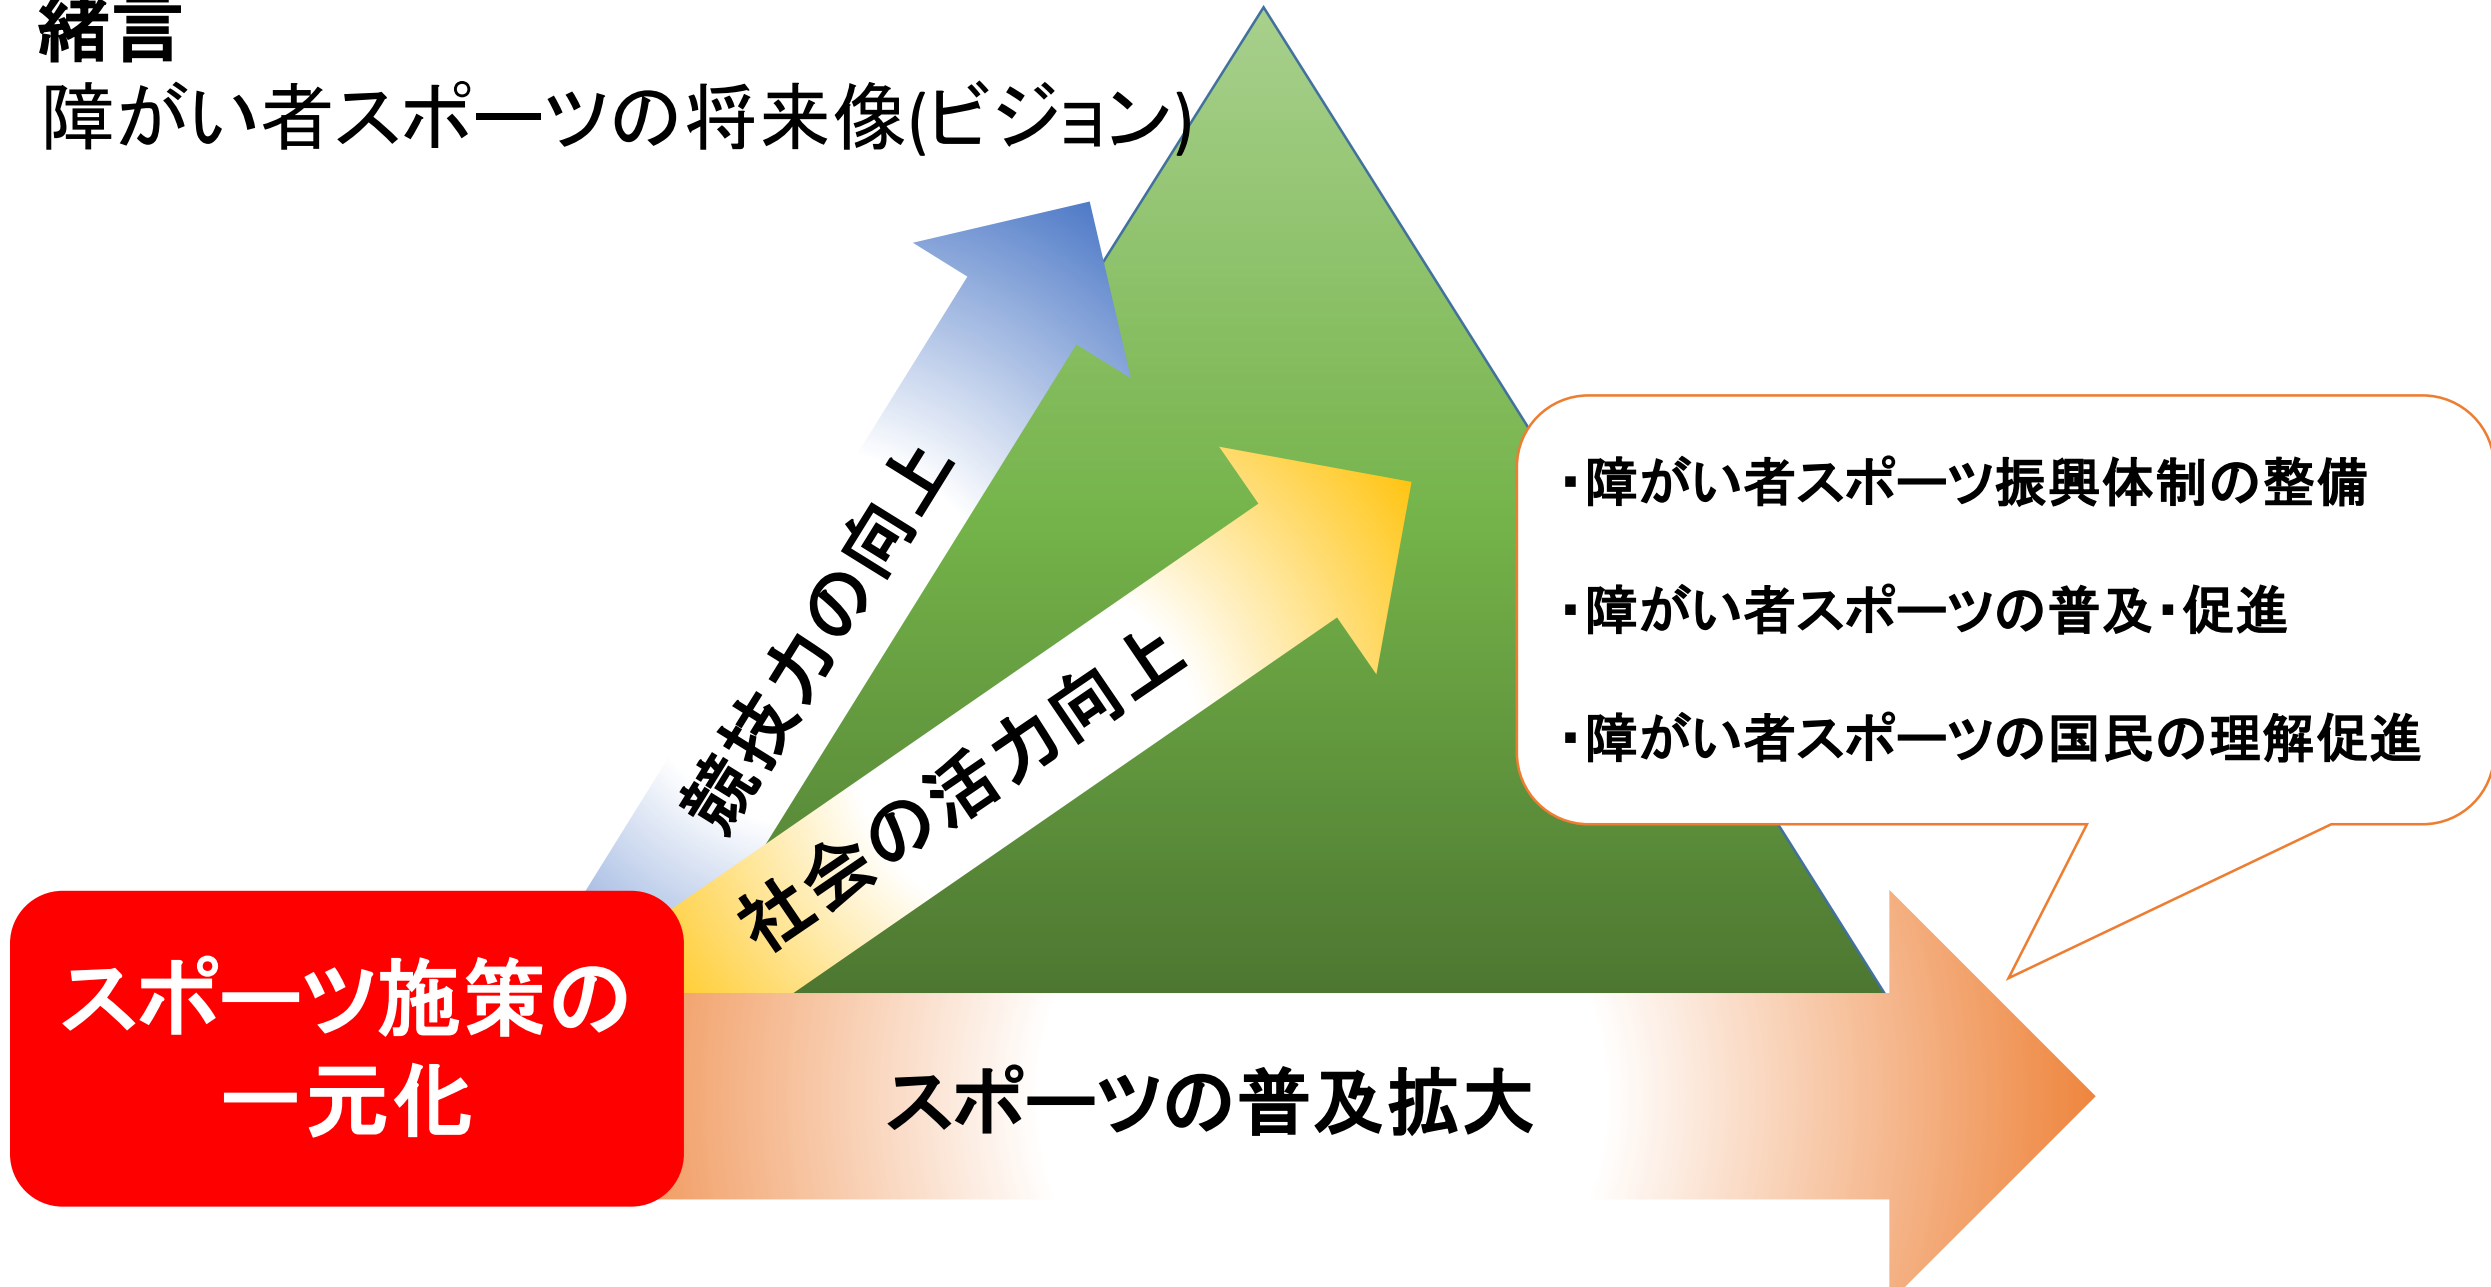 緒言
障がい者スポーツの将来像(ビジョン)
競技力の向上
社会の活力向上
・障がい者スポーツ振興体制の整備
・障がい者スポーツの普及・促進
・障がい者スポーツの国民の理解促進
スポーツ施策の
一元化
スポーツの普及拡大